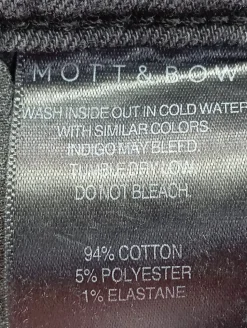 MOTT & BOW
WASH INSIDE OUT IN COLD WATER
WITH SIMILAR COLORS
INDIGO MAY BLEED.
TUMBLE DRY LOW
DO NOT BLEACH.
94% COTTON
5% POLYESTER
1% ELASTANE